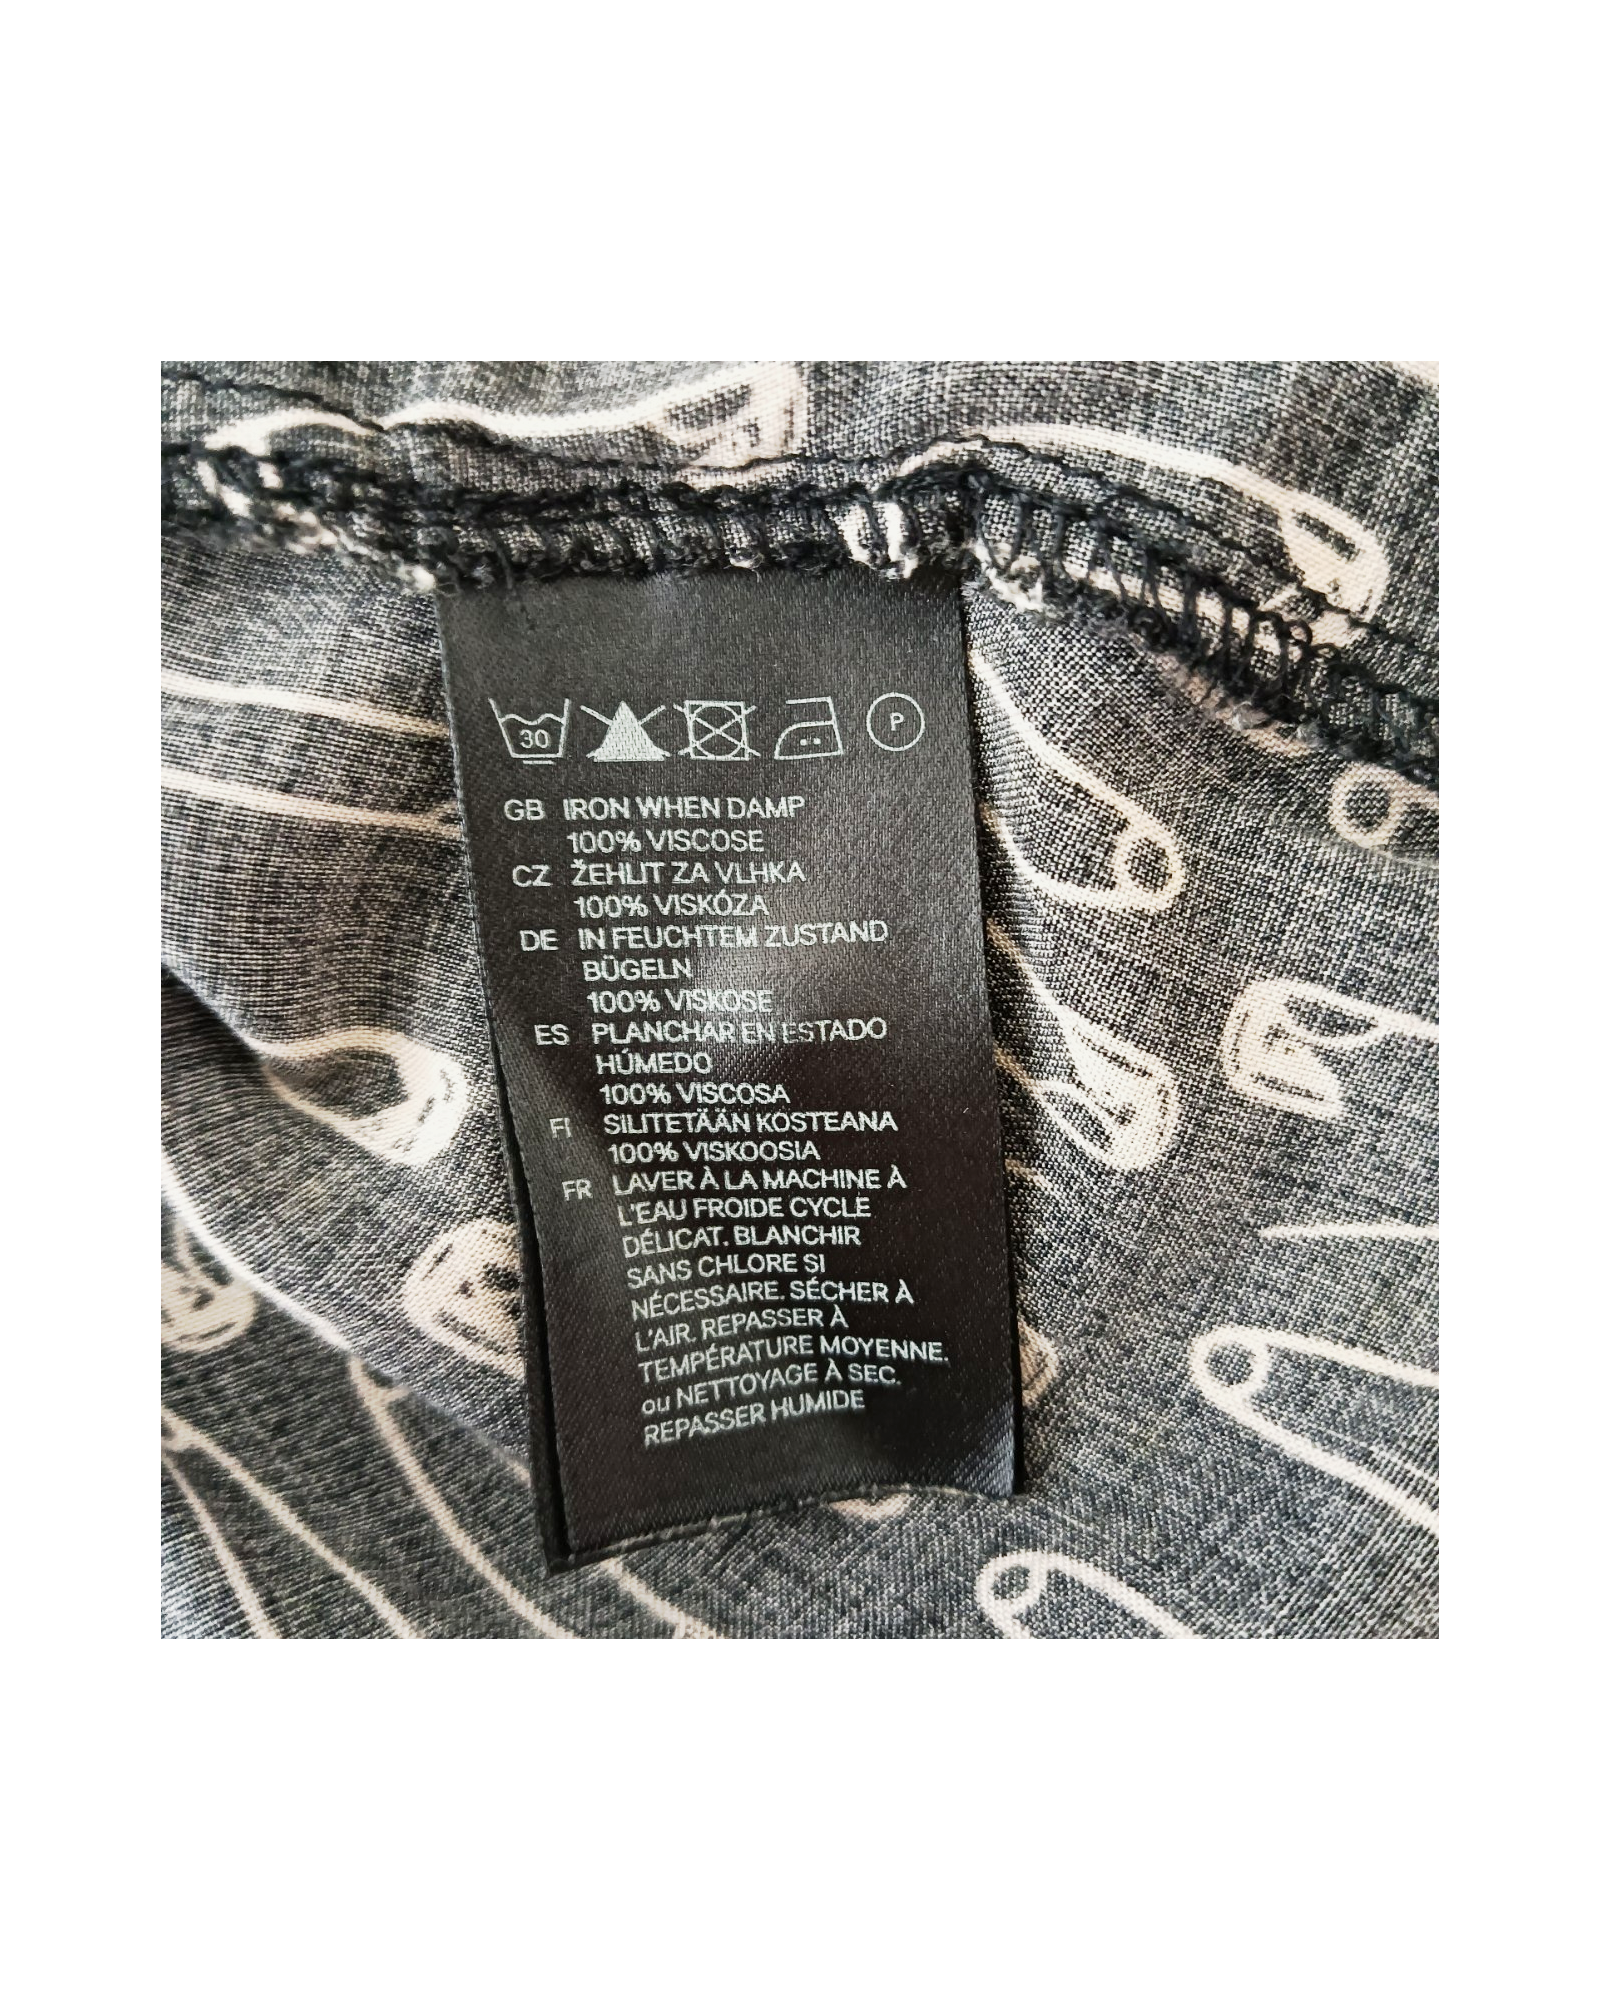 30
P
GB IRON WHEN DAMP
100% VISCOSE
CZ ŽEHLIT ZA VLHKA
100% VISKÓZA
DE IN FEUCHTEM ZUSTAND
BÜGELN
100% VISKOSE
ES PLANCHAR EN ESTADO
HÚMEDO
100% VISCOSA
FI SILITETÄÄN KOSTEANA
100% VISKOOSIA
FR LAVER À LA MACHINE À
L'EAU FROIDE CYCLE
DÉLICAT. BLANCHIR
SANS CHLORE SI
NÉCESSAIRE. SÉCHER À
L'AIR. REPASSER À
TEMPÉRATURE MOYENNE.
ou NETTOYAGE À SEC.
REPASSER HUMIDE